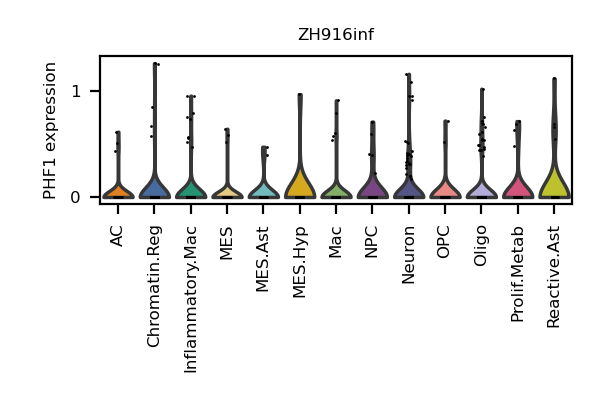 ZH916inf
PHF1 expression
1
0
AC
Chromatin.Reg
Inflammatory.Mac
MES
MES.Ast
MES.Hyp
Mac
NPC
Neuron
OPC
Oligo
Prolif.Metab
Reactive.Ast